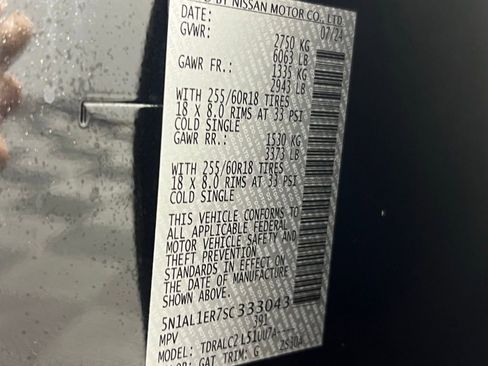 BY NISSAN MOTOR CO., LTD.
DATE: 07/24
GVWR: 2750 KG
6063 LB
GAWR FR.: 1335 KG
2943 LB
WITH 255/60R18 TIRES
18 X 8.0 RIMS AT 33 PSI
COLD SINGLE
GAWR RR.: 1530 KG
3373 LB
WITH 255/60R18 TIRES
18 X 8.0 RIMS AT 33 PSI
COLD SINGLE
THIS VEHICLE CONFORMS TO
ALL APPLICABLE FEDERAL
MOTOR VEHICLE SAFETY AND
THEFT PREVENTION
STANDARDS IN EFFECT ON
THE DATE OF MANUFACTURE
SHOWN ABOVE.
5N1AL1ER7SC333043
MPV 391
MODEL:
COLOR: GAT TRIM: G